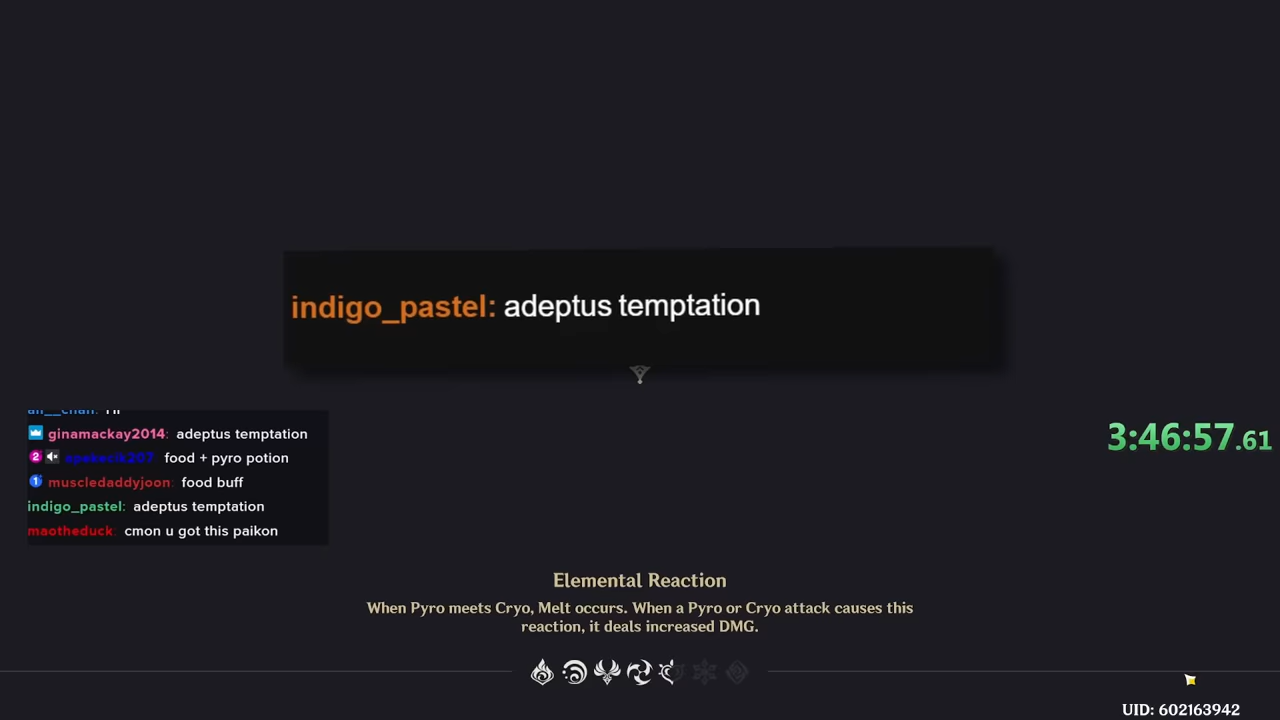 indigo_pastel: adeptus temptation
ginamackay2014: adeptus temptation
food + pyro potion
muscledaddyjoon: food buff
indigo_pastel: adeptus temptation
maotheduck: cmon u got this paikon
3:46:57.61
Elemental Reaction
When Pyro meets Cryo, Melt occurs. When a Pyro or Cryo attack causes this
reaction, it deals increased DMG.
UID: 602163942